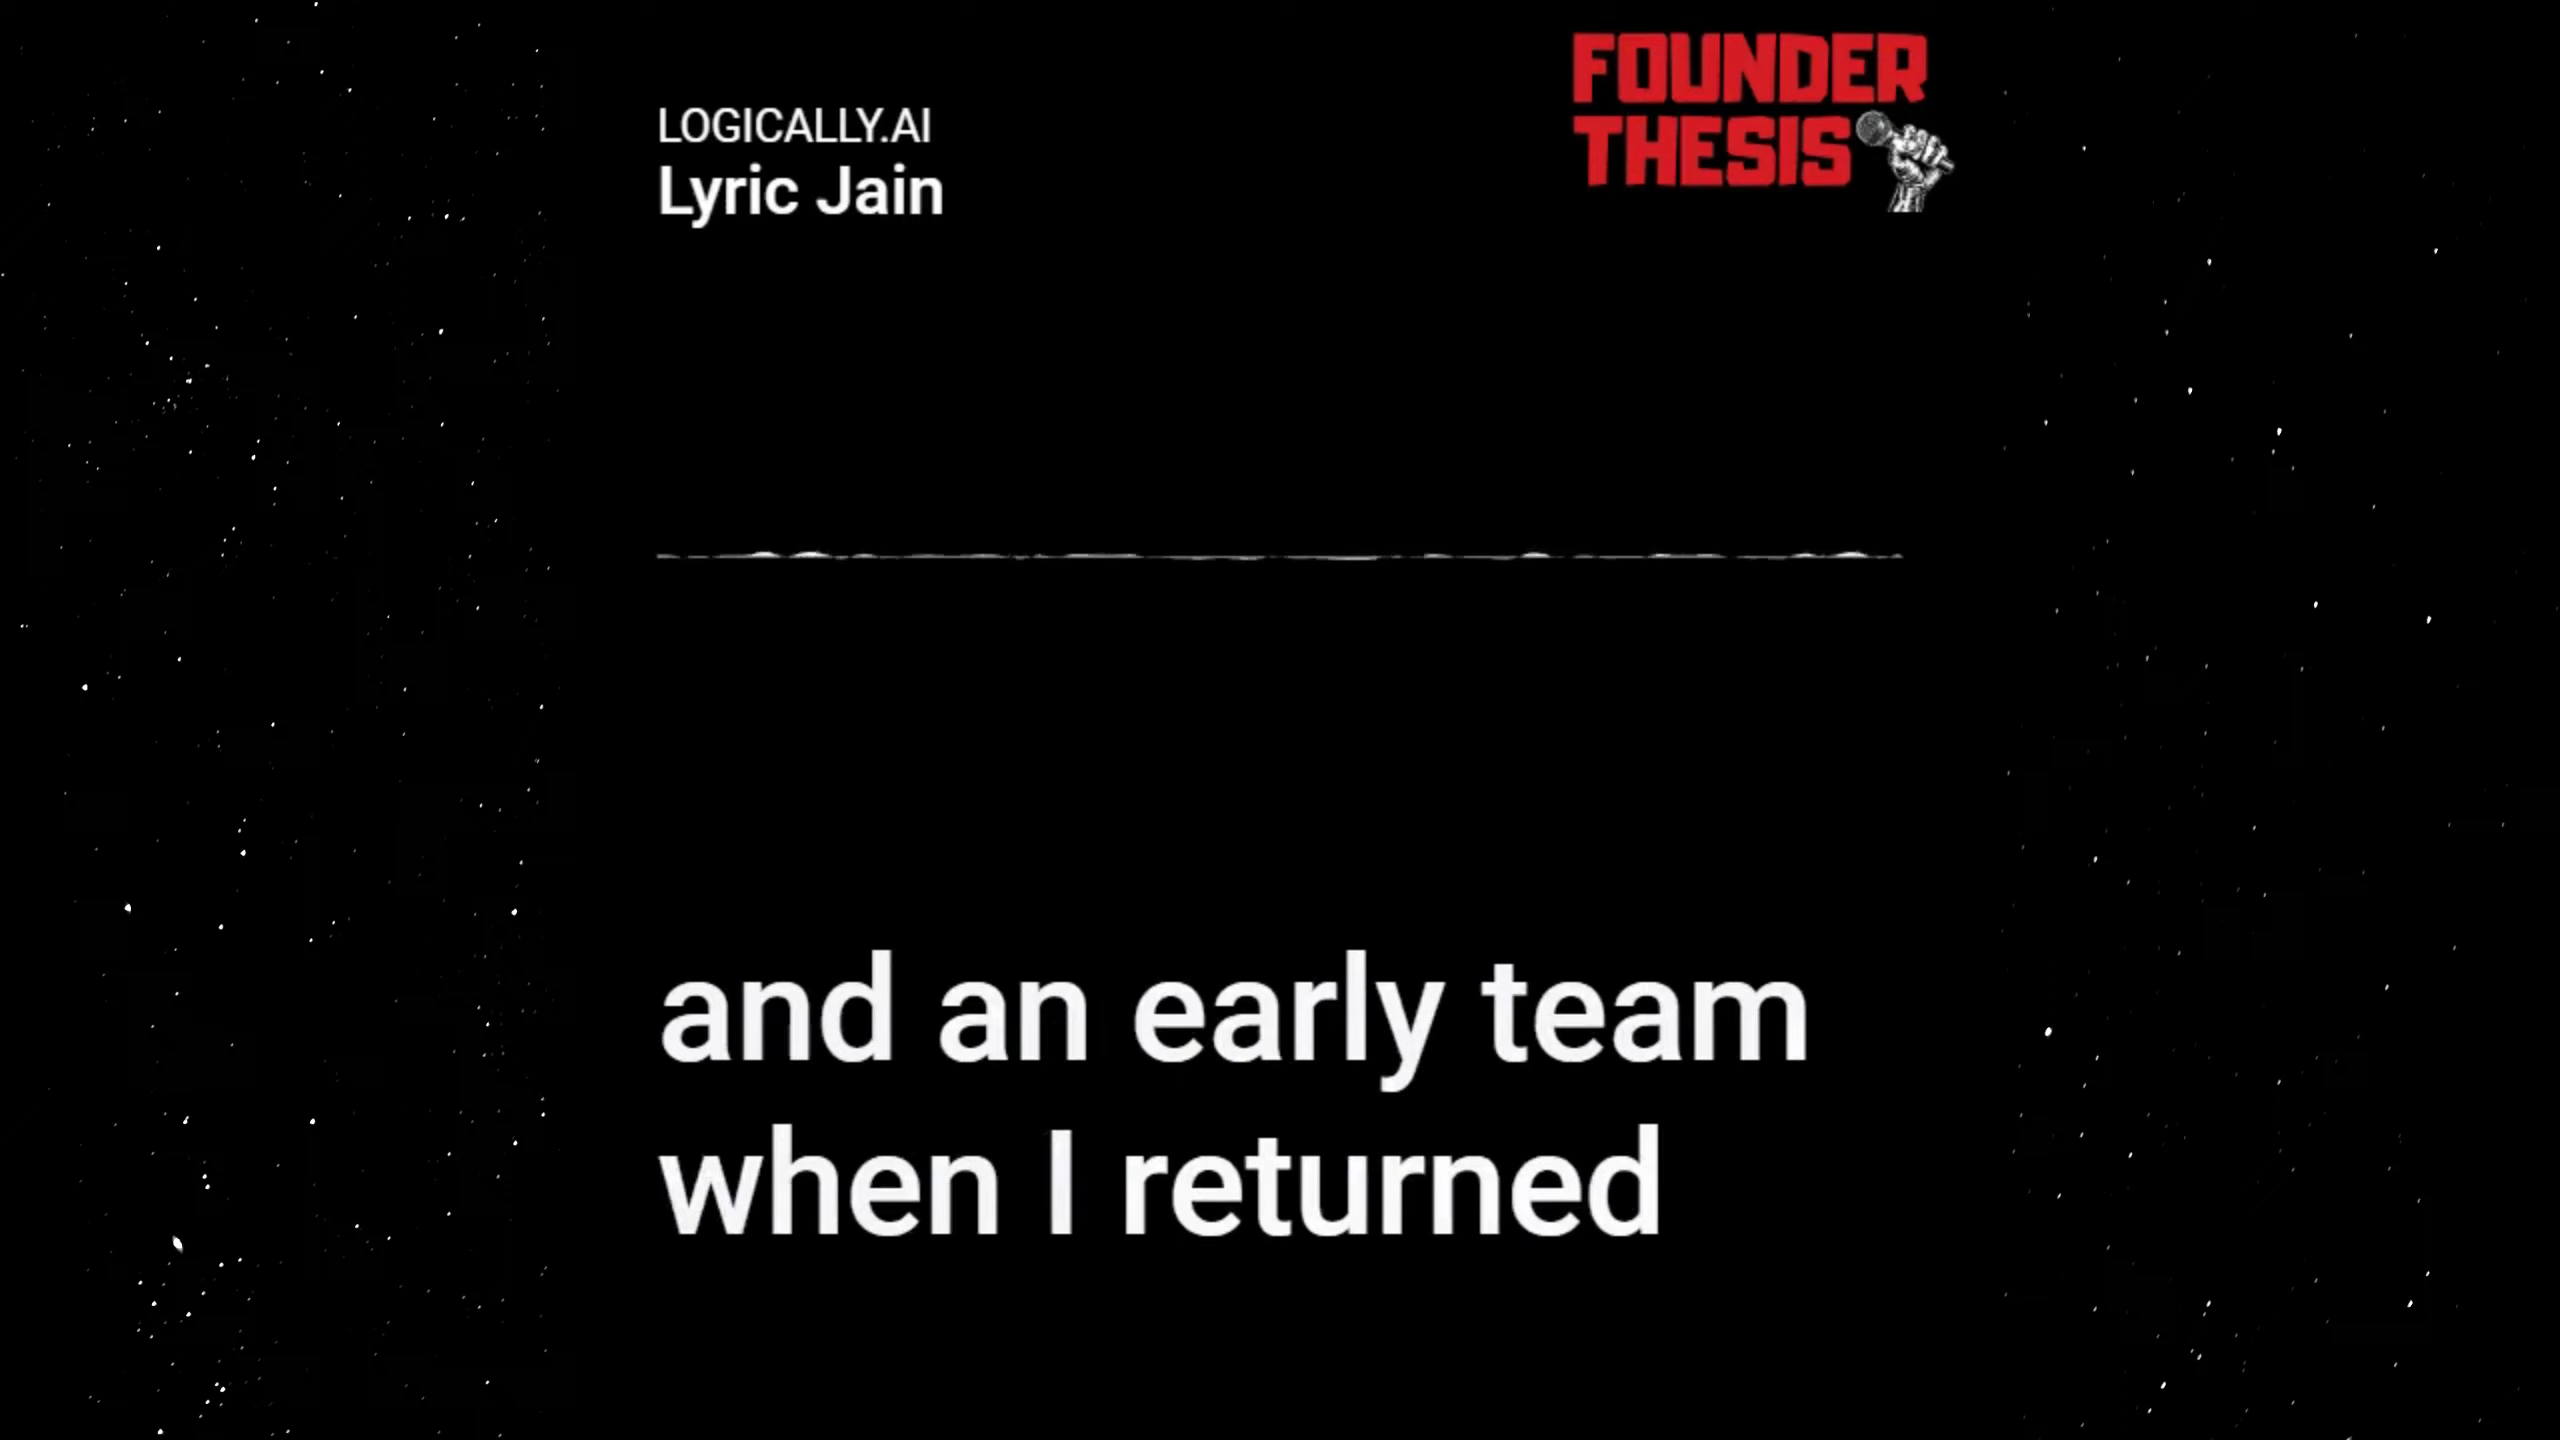 LOGICALLY.AI
Lyric Jain
FOUNDER
THESIS
and an early team
when I returned